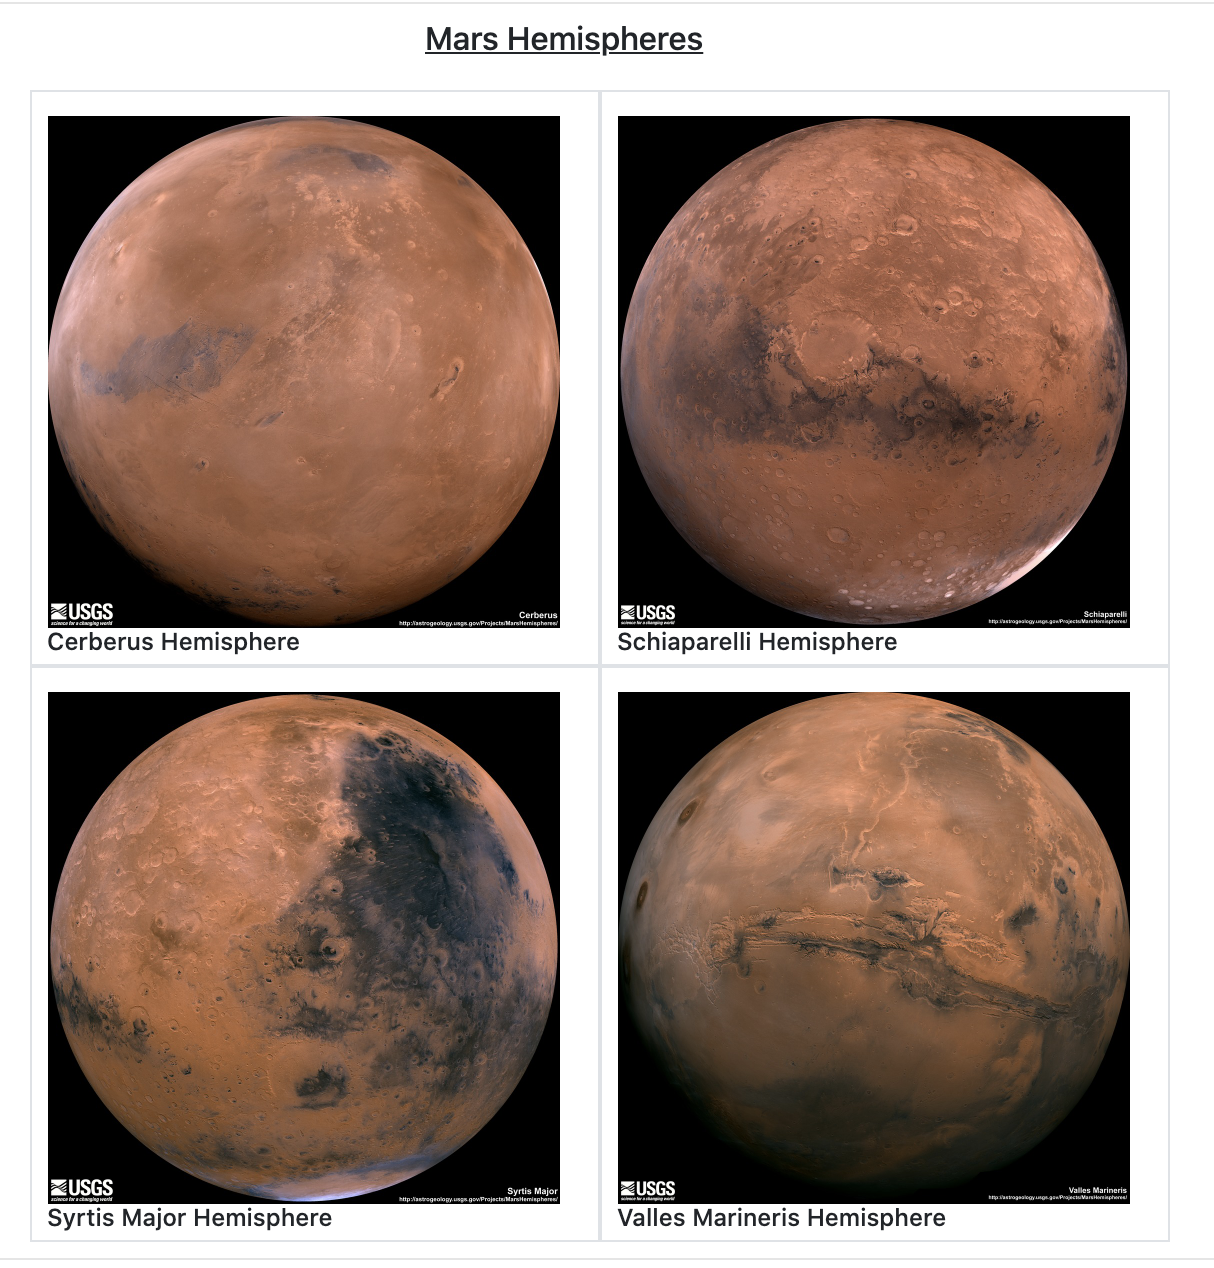 Mars Hemispheres
USGS
science for a changing world
Cerberus
http://astrogeology.usgs.gov/Projects/MarsHemispheres/
Cerberus Hemisphere
USGS
science for a changing world
Schiaparelli
http://astrogeology.usgs.gov/Projects/MarsHemispheres/
Schiaparelli Hemisphere
USGS
science for a changing world
Syrtis Major
http://astrogeology.usgs.gov/Projects/MarsHemispheres/
Syrtis Major Hemisphere
USGS
science for a changing world
Valles Marineris
http://astrogeology.usgs.gov/Projects/MarsHemispheres/
Valles Marineris Hemisphere